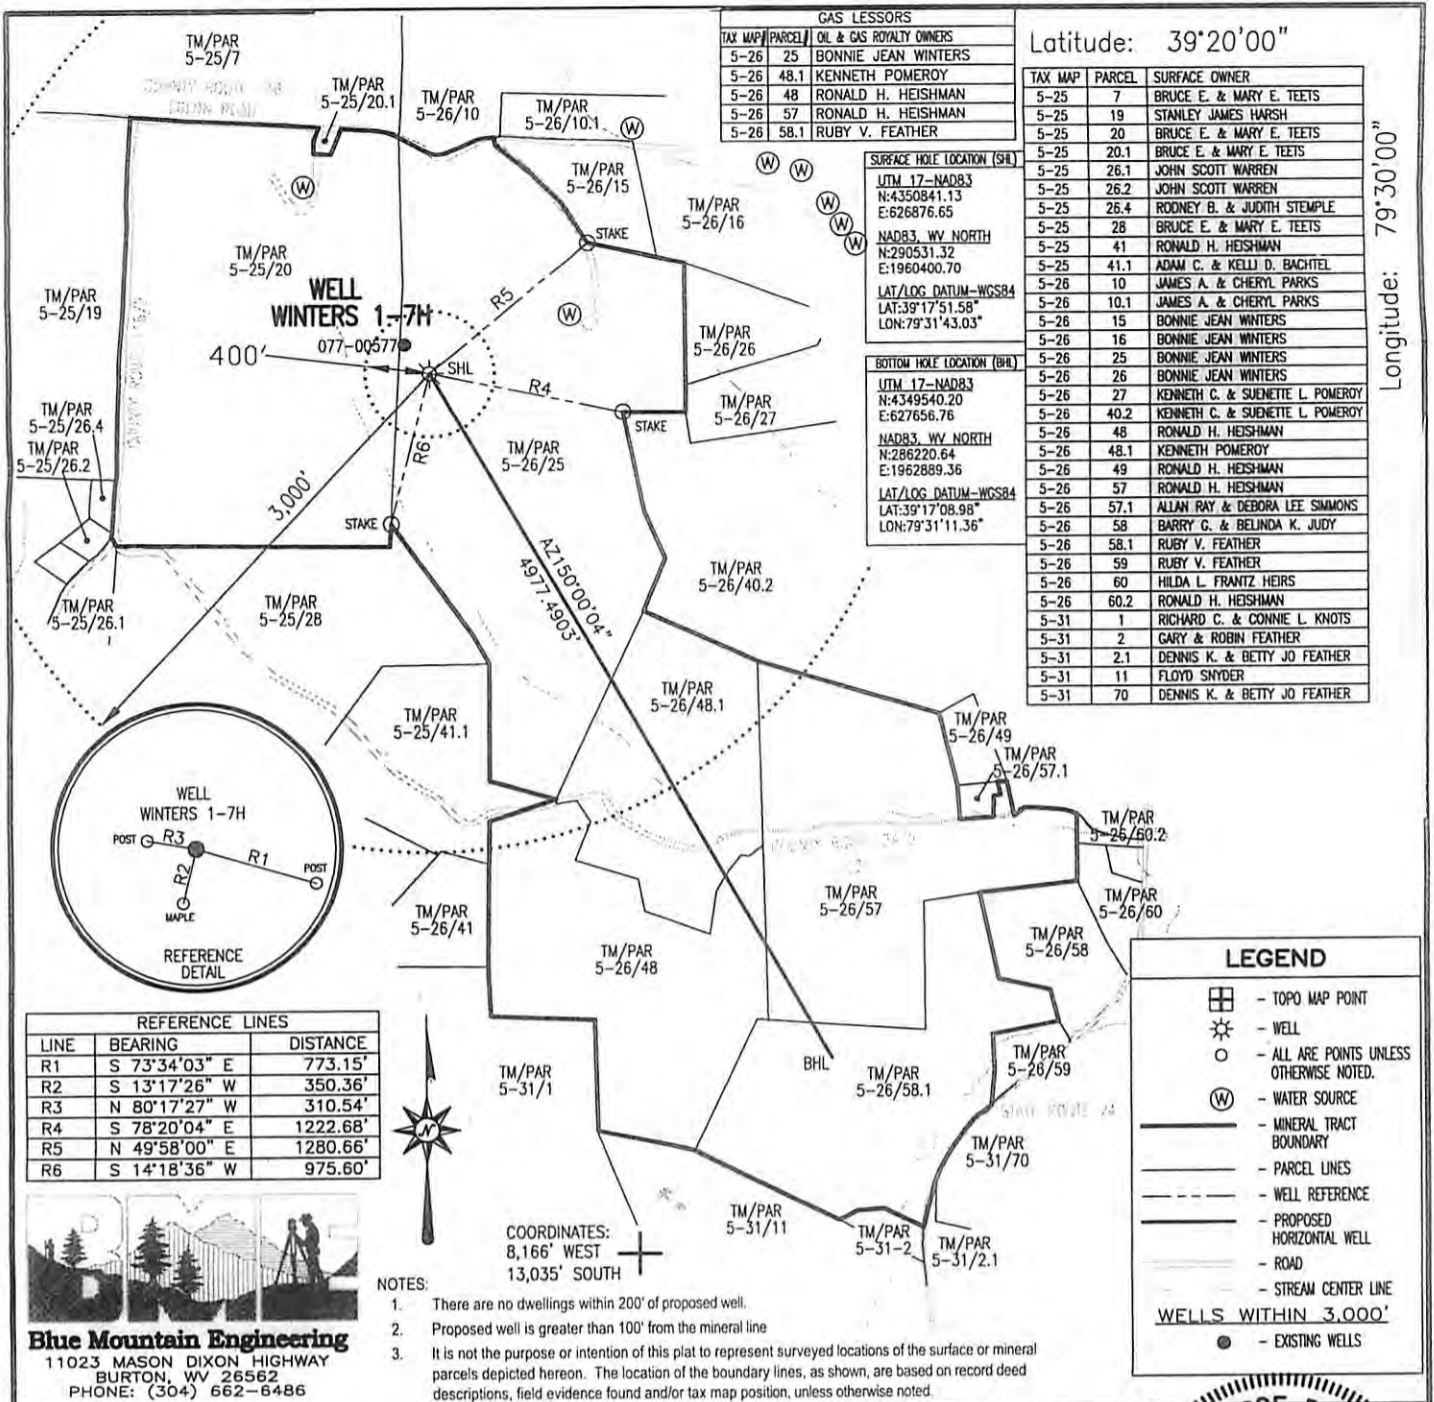 GAS LESSORS
TAX MAP# PARCEL# OIL & GAS ROYALTY OWNERS
5-26 25 BONNIE JEAN WINTERS
5-26 48.1 KENNETH POMEROY
5-26 48 RONALD H. HEISHMAN
5-26 57 RONALD H. HEISHMAN
5-26 58.1 RUBY V. FEATHER
Latitude: 39°20'00"
Longitude: 79°30'00"
TAX MAP PARCEL SURFACE OWNER
5-25 7 BRUCE E. & MARY E. TEETS
5-25 19 STANLEY JAMES HARSH
5-25 20 BRUCE E. & MARY E. TEETS
5-25 20.1 BRUCE E. & MARY E. TEETS
5-25 26.1 JOHN SCOTT WARREN
5-25 26.2 JOHN SCOTT WARREN
5-25 26.4 RODNEY B. & JUDITH STEMPLE
5-25 28 BRUCE E. & MARY E. TEETS
5-25 41 RONALD H. HEISHMAN
5-25 41.1 ADAM C. & KELLI D. BACHTEL
5-26 10 JAMES A. & CHERYL PARKS
5-26 10.1 JAMES A. & CHERYL PARKS
5-26 15 BONNIE JEAN WINTERS
5-26 16 BONNIE JEAN WINTERS
5-26 25 BONNIE JEAN WINTERS
5-26 26 BONNIE JEAN WINTERS
5-26 27 KENNETH C. & SUENETTE L. POMEROY
5-26 40.2 KENNETH C. & SUENETTE L. POMEROY
5-26 48 RONALD H. HEISHMAN
5-26 48.1 KENNETH POMEROY
5-26 49 RONALD H. HEISHMAN
5-26 57 RONALD H. HEISHMAN
5-26 57.1 ALLAN RAY & DEBORA LEE SIMMONS
5-26 58 BARRY G. & BELINDA K. JUDY
5-26 58.1 RUBY V. FEATHER
5-26 59 RUBY V. FEATHER
5-26 60 HILDA L. FRANTZ HEIRS
5-26 60.2 RONALD H. HEISHMAN
5-31 1 RICHARD C. & CONNIE L. KNOTS
5-31 2 GARY & ROBIN FEATHER
5-31 2.1 DENNIS K. & BETTY JO FEATHER
5-31 11 FLOYD SNYDER
5-31 70 DENNIS K. & BETTY JO FEATHER
SURFACE HOLE LOCATION (SHL)
UTM 17-NAD83
N:4350841.13
E:626876.65
NAD83, WV NORTH
N:290531.32
E:1960400.70
LAT/LOG DATUM-WGS84
LAT:39°17'51.58"
LON:79°31'43.03"
BOTTOM HOLE LOCATION (BHL)
UTM 17-NAD83
N:4349540.20
E:627656.76
NAD83, WV NORTH
N:286220.64
E:1962889.36
LAT/LOG DATUM-WGS84
LAT:39°17'08.98"
LON:79°31'11.36"
TM/PAR
5-25/7
TM/PAR
5-25/20.1
TM/PAR
5-26/10
TM/PAR
5-26/10.1
W
W
W
W
W
W
W
W
TM/PAR
5-26/15
TM/PAR
5-26/16
STAKE
TM/PAR
5-25/20
TM/PAR
5-25/19
WELL
WINTERS 1-7H
077-00577
400'
SHL
R5
R4
R6
TM/PAR
5-26/26
TM/PAR
5-26/27
STAKE
TM/PAR
5-25/26.4
TM/PAR
5-25/26.2
TM/PAR
5-26/25
3,000'
STAKE
AZ150°00'04"
4977.4903'
TM/PAR
5-26/40.2
TM/PAR
5-25/26.1
TM/PAR
5-25/28
TM/PAR
5-26/48.1
TM/PAR
5-25/41.1
TM/PAR
5-26/49
TM/PAR
5-26/57.1
TM/PAR
5-26/60.2
TM/PAR
5-26/60
TM/PAR
5-26/57
TM/PAR
5-26/41
TM/PAR
5-26/48
TM/PAR
5-26/58
WELL
WINTERS 1-7H
POST
R3
R1
R2
POST
MAPLE
REFERENCE
DETAIL
BHL
TM/PAR
5-26/58.1
TM/PAR
5-26/59
TM/PAR
5-31/1
TM/PAR
5-31/70
TM/PAR
5-31/11
TM/PAR
5-31-2
TM/PAR
5-31/2.1
REFERENCE LINES
LINE BEARING DISTANCE
R1 S 73°34'03" E 773.15'
R2 S 13°17'26" W 350.36'
R3 N 80°17'27" W 310.54'
R4 S 78°20'04" E 1222.68'
R5 N 49°58'00" E 1280.66'
R6 S 14°18'36" W 975.60'
N
COORDINATES:
8,166' WEST
13,035' SOUTH
BME
Blue Mountain Engineering
11023 MASON DIXON HIGHWAY
BURTON, WV 26562
PHONE: (304) 662-6486
NOTES:
1. There are no dwellings within 200' of proposed well.
2. Proposed well is greater than 100' from the mineral line
3. It is not the purpose or intention of this plat to represent surveyed locations of the surface or mineral
parcels depicted hereon. The location of the boundary lines, as shown, are based on record deed
descriptions, field evidence found and/or tax map position, unless otherwise noted.
LEGEND
- TOPO MAP POINT
- WELL
- ALL ARE POINTS UNLESS
OTHERWISE NOTED.
W - WATER SOURCE
- MINERAL TRACT
BOUNDARY
- PARCEL LINES
- WELL REFERENCE
- PROPOSED
HORIZONTAL WELL
- ROAD
- STREAM CENTER LINE
WELLS WITHIN 3,000'
- EXISTING WELLS